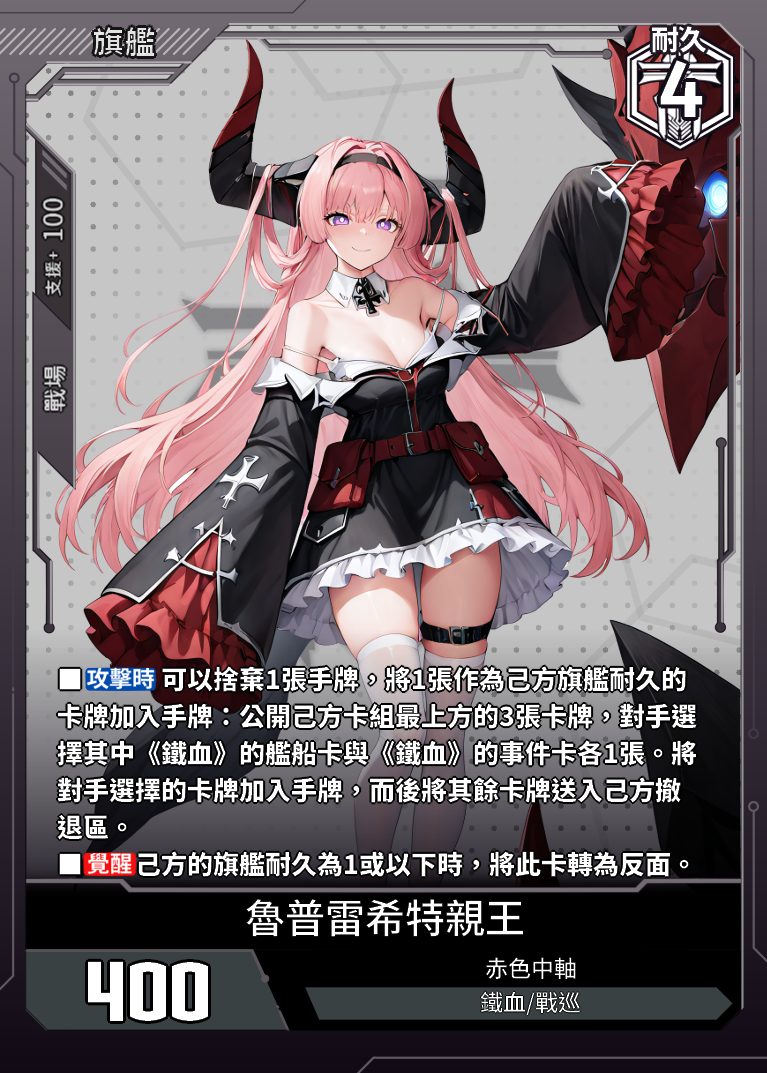 旗艦
耐久
4
支援+ 100
戰場
■ 攻擊時 可以捨棄1張手牌，將1張作為己方旗艦耐久的
卡牌加入手牌：公開己方卡組最上方的3張卡牌，對手選
擇其中《鐵血》的艦船卡與《鐵血》的事件卡各1張。將
對手選擇的卡牌加入手牌，而後將其餘卡牌送入己方撤
退區。
■ 覺醒 己方的旗艦耐久為1或以下時，將此卡轉為反面。
魯普雷希特親王
400
赤色中軸
鐵血/戰巡